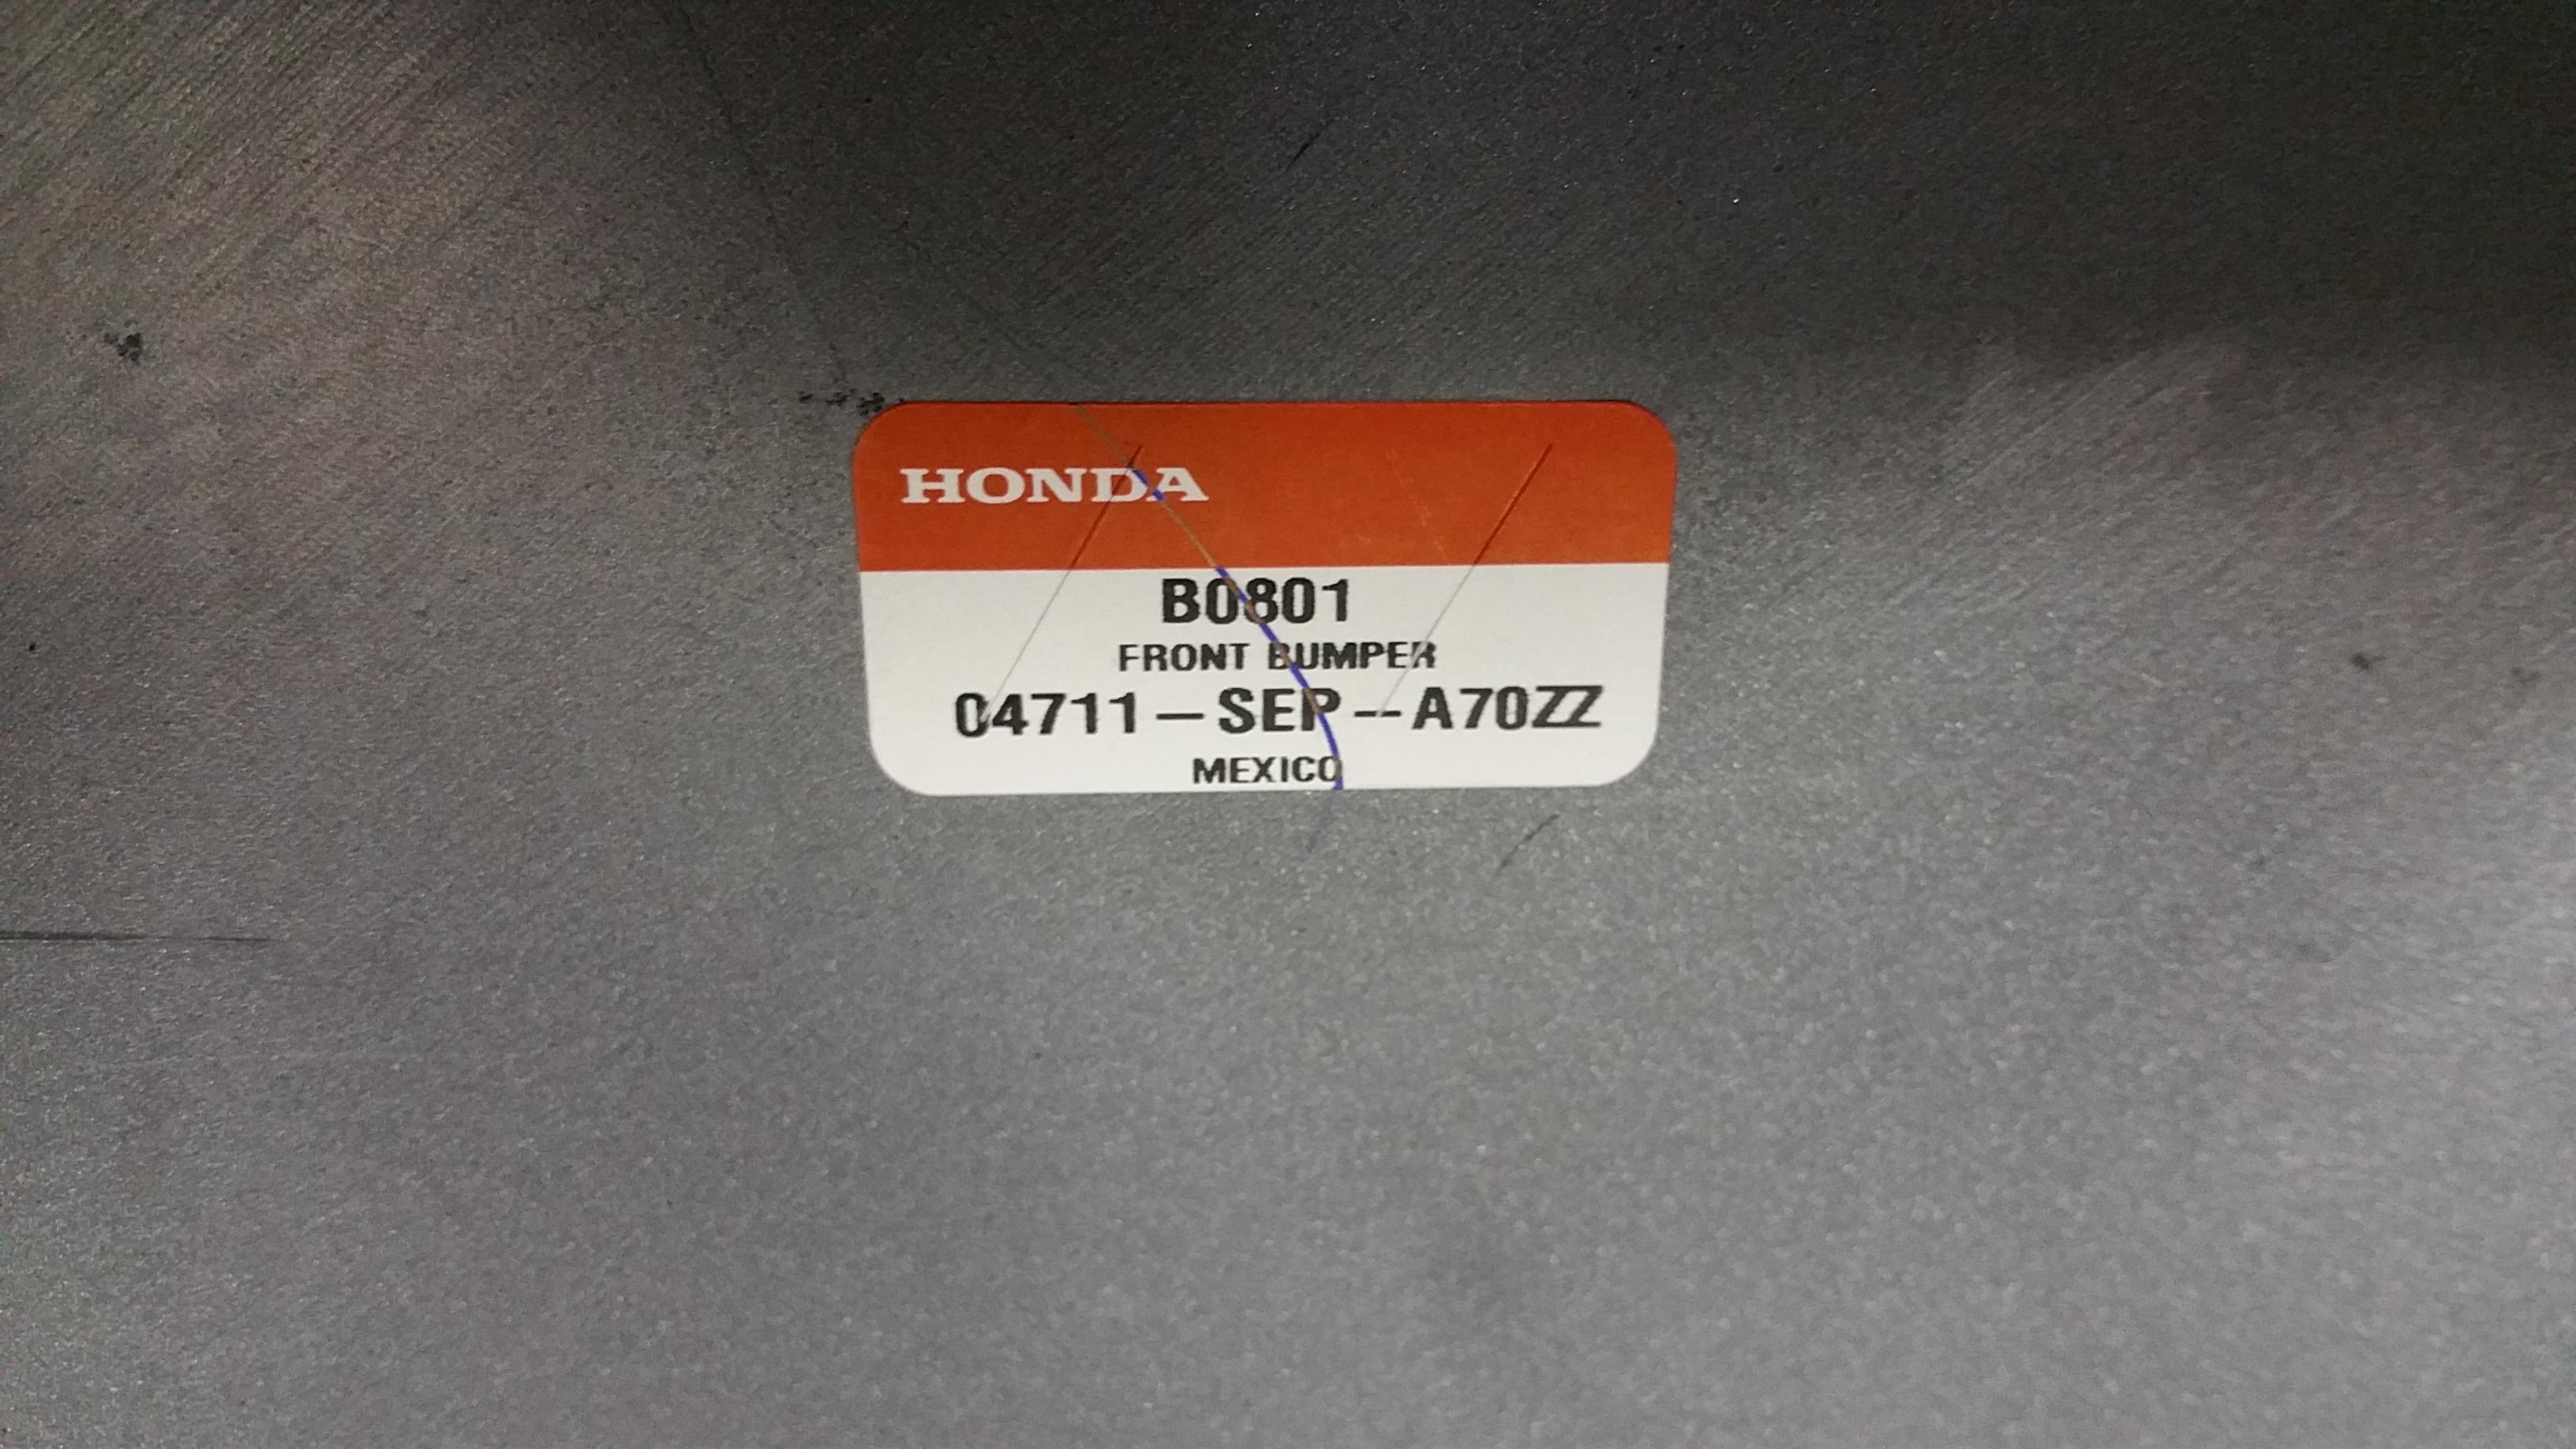 HONDA
B0801
FRONT BUMPER
04711-SEP-A70ZZ
MEXICO